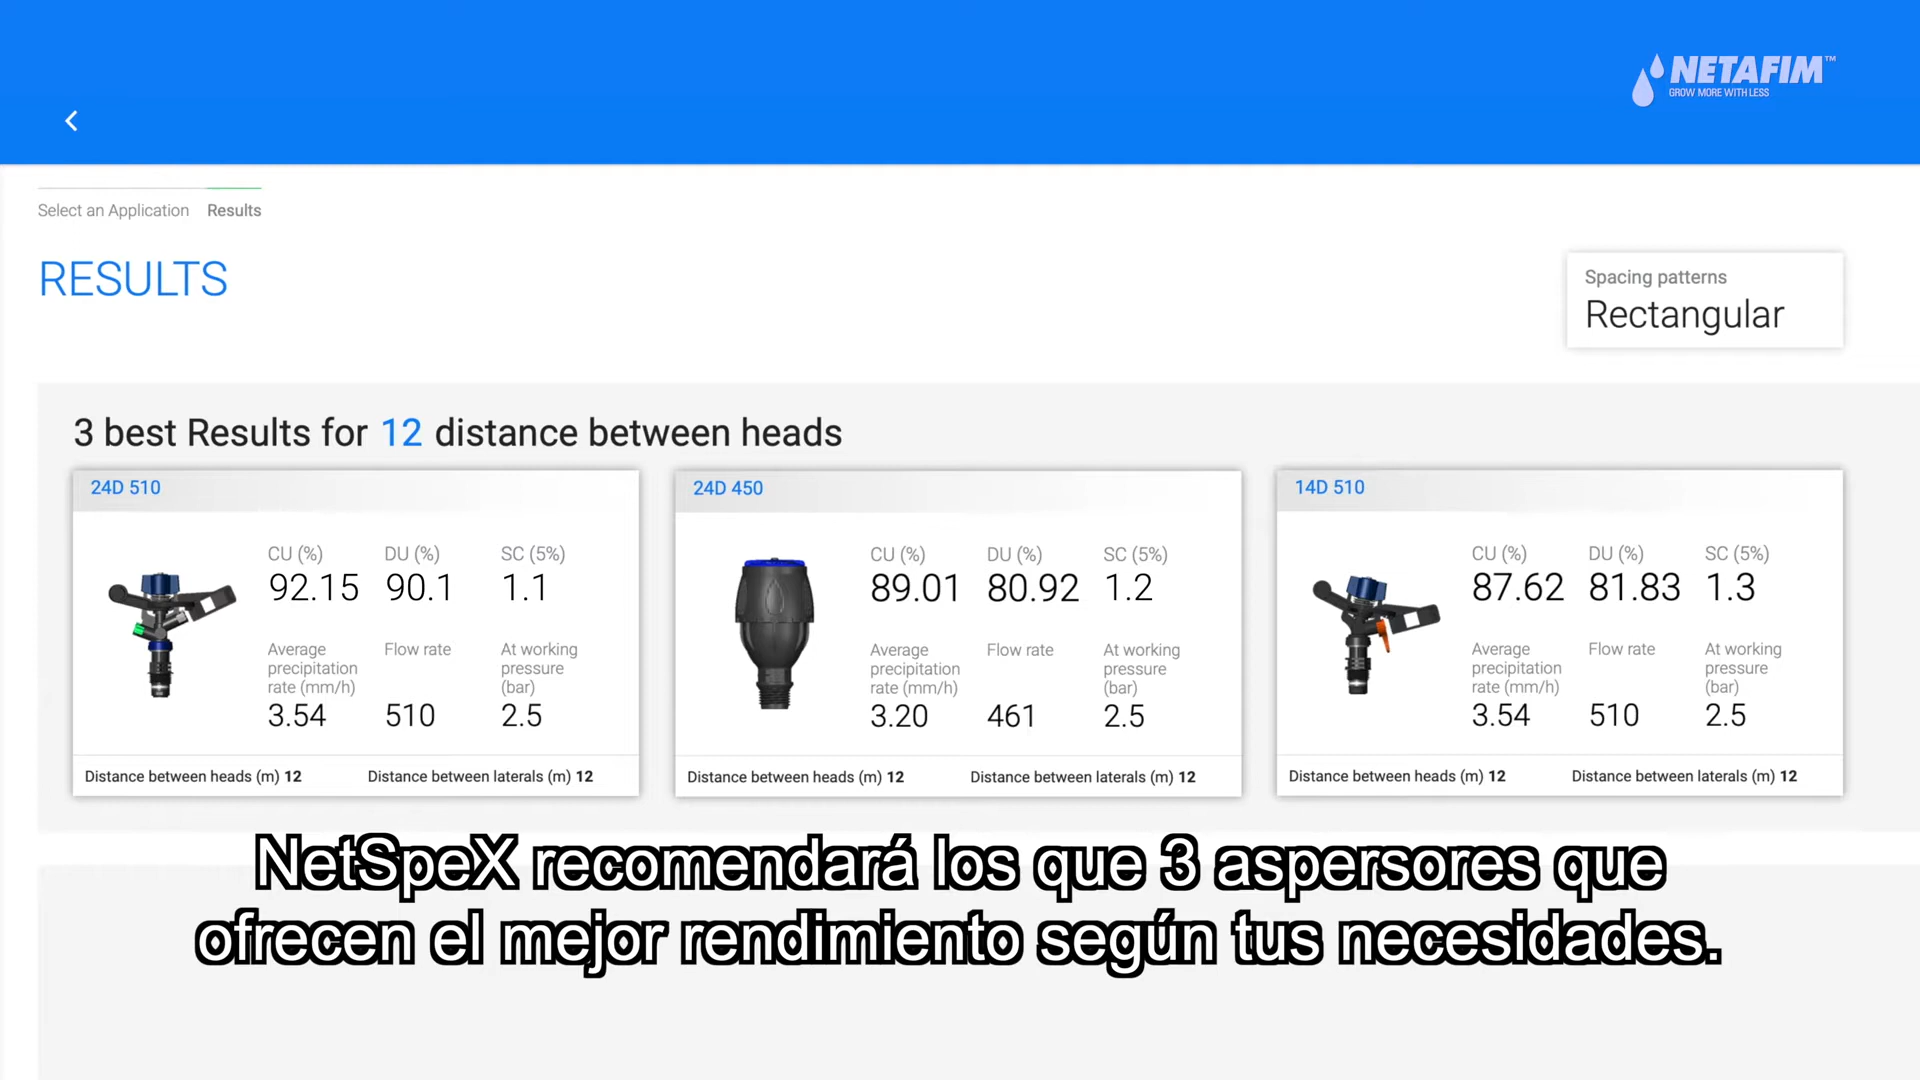 NETAFIM™
GROW MORE WITH LESS
Select an Application Results
RESULTS
Spacing patterns
Rectangular
3 best Results for 12 distance between heads
24D 510
CU (%) DU (%) SC (5%)
92.15 90.1 1.1
Average precipitation rate (mm/h) Flow rate At working pressure (bar)
3.54 510 2.5
Distance between heads (m) 12 Distance between laterals (m) 12
24D 450
CU (%) DU (%) SC (5%)
89.01 80.92 1.2
Average precipitation rate (mm/h) Flow rate At working pressure (bar)
3.20 461 2.5
Distance between heads (m) 12 Distance between laterals (m) 12
14D 510
CU (%) DU (%) SC (5%)
87.62 81.83 1.3
Average precipitation rate (mm/h) Flow rate At working pressure (bar)
3.54 510 2.5
Distance between heads (m) 12 Distance between laterals (m) 12
NetSpeX recomendará los que 3 aspersores que
ofrecen el mejor rendimiento según tus necesidades.